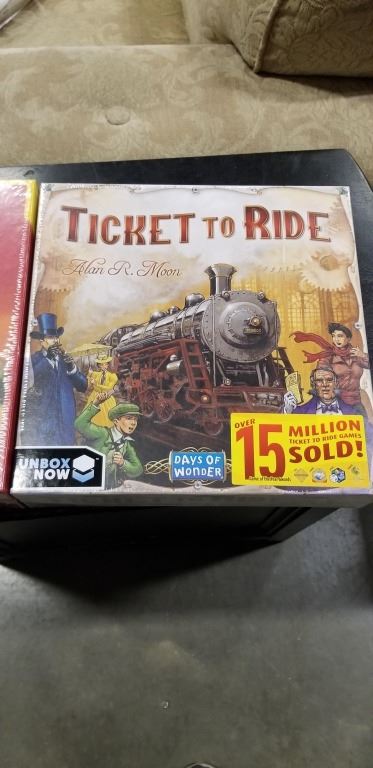 TICKET TO RIDE
Alan R. Moon
UNBOX
NOW
DAYS OF
WONDER
OVER
15 MILLION
TICKET TO RIDE GAMES
SOLD!